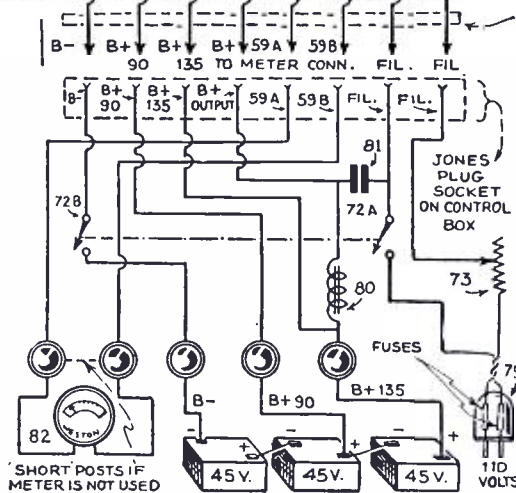 B- B+ B+ B+ 59A 59B FIL. FIL
90 135 TO METER CONN.
B- B+ 90 B+ 135 B+ OUTPUT 59A 59B FIL. FIL.
81
JONES
PLUG
SOCKET
ON CONTROL
BOX
72B
72A
73
80
FUSES
79
B- B+ 90 B+ 135
82
WESTON
- + - + - +
45 V. 45 V. 45 V.
'SHORT' POSTS IF
METER IS NOT USED
110
VOLTS